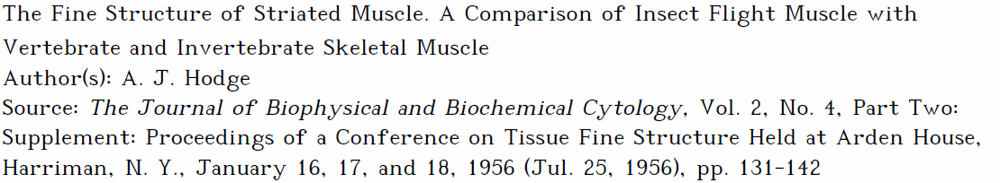 The Fine Structure of Striated Muscle. A Comparison of Insect Flight Muscle with
Vertebrate and Invertebrate Skeletal Muscle
Author(s): A. J. Hodge
Source: The Journal of Biophysical and Biochemical Cytology, Vol. 2, No. 4, Part Two:
Supplement: Proceedings of a Conference on Tissue Fine Structure Held at Arden House,
Harriman, N. Y., January 16, 17, and 18, 1956 (Jul. 25, 1956), pp. 131-142